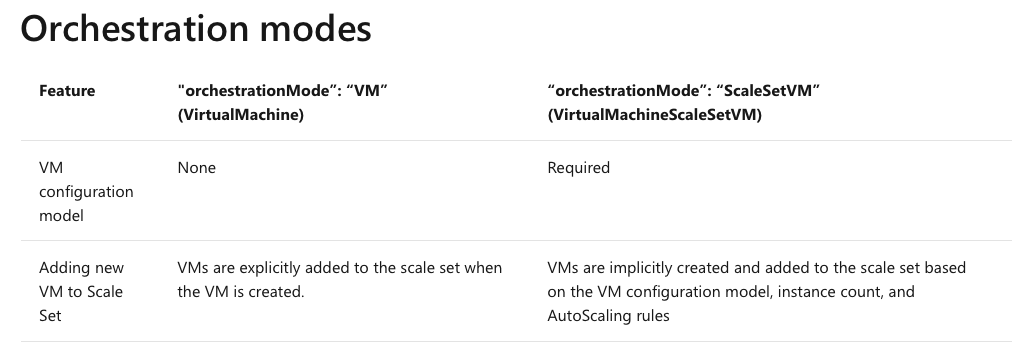 Orchestration modes
Feature
"orchestrationMode”: “VM”
(VirtualMachine)
“orchestrationMode”: “ScaleSetVM”
(VirtualMachineScaleSetVM)
VM
configuration
model
None
Required
Adding new
VM to Scale
Set
VMs are explicitly added to the scale set when
the VM is created.
VMs are implicitly created and added to the scale set based
on the VM configuration model, instance count, and
AutoScaling rules